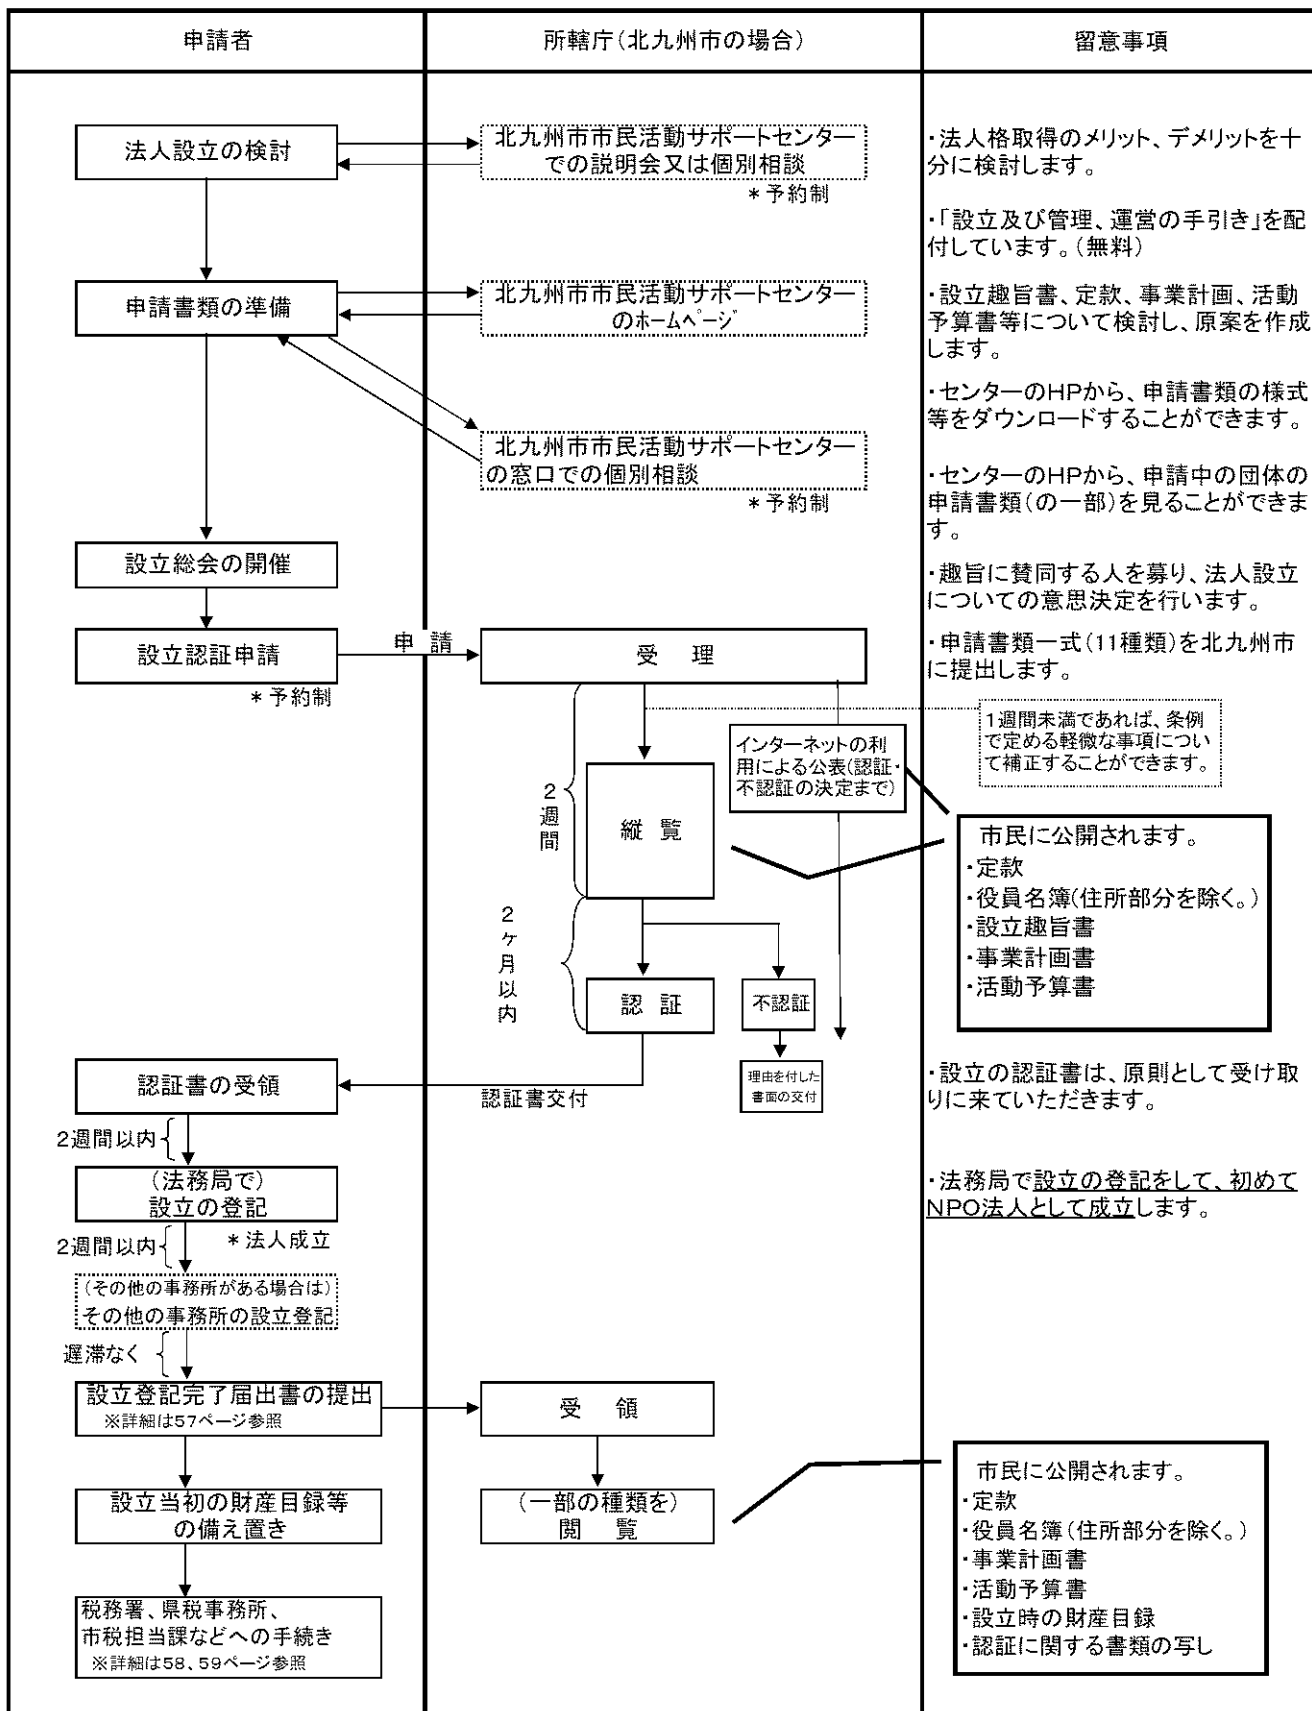 申請者
所轄庁(北九州市の場合)
留意事項
法人設立の検討
北九州市市民活動サポートセンター
での説明会又は個別相談
＊予約制
・法人格取得のメリット、デメリットを十
分に検討します。
・「設立及び管理、運営の手引き」を配
付しています。(無料)
申請書類の準備
北九州市市民活動サポートセンター
のホームページ
・設立趣旨書、定款、事業計画、活動
予算書等について検討し、原案を作成
します。
・センターのHPから、申請書類の様式
等をダウンロードすることができます。
北九州市市民活動サポートセンター
の窓口での個別相談
＊予約制
・センターのHPから、申請中の団体の
申請書類(の一部)を見ることができま
す。
設立総会の開催
・趣旨に賛同する人を募り、法人設立
についての意思決定を行います。
設立認証申請
＊予約制
申 請
受　理
・申請書類一式(11種類)を北九州市
に提出します。
1週間未満であれば、条例
で定める軽微な事項につい
て補正することができます。
インターネットの利
用による公表(認証・
不認証の決定まで)
2週間
縦 覧
市民に公開されます。
・定款
・役員名簿(住所部分を除く。)
・設立趣旨書
・事業計画書
・活動予算書
2ヶ月以内
認 証
不認証
理由を付した
書面の交付
認証書の受領
認証書交付
・設立の認証書は、原則として受け取
りに来ていただきます。
2週間以内
(法務局で)
設立の登記
＊法人成立
・法務局で設立の登記をして、初めて
NPO法人として成立します。
2週間以内
(その他の事務所がある場合は)
その他の事務所の設立登記
遅滞なく
設立登記完了届出書の提出
※詳細は57ページ参照
受　領
設立当初の財産目録等
の備え置き
(一部の種類を)
閲　覧
市民に公開されます。
・定款
・役員名簿(住所部分を除く。)
・事業計画書
・活動予算書
・設立時の財産目録
・認証に関する書類の写し
税務署、県税事務所、
市税担当課などへの手続き
※詳細は58、59ページ参照